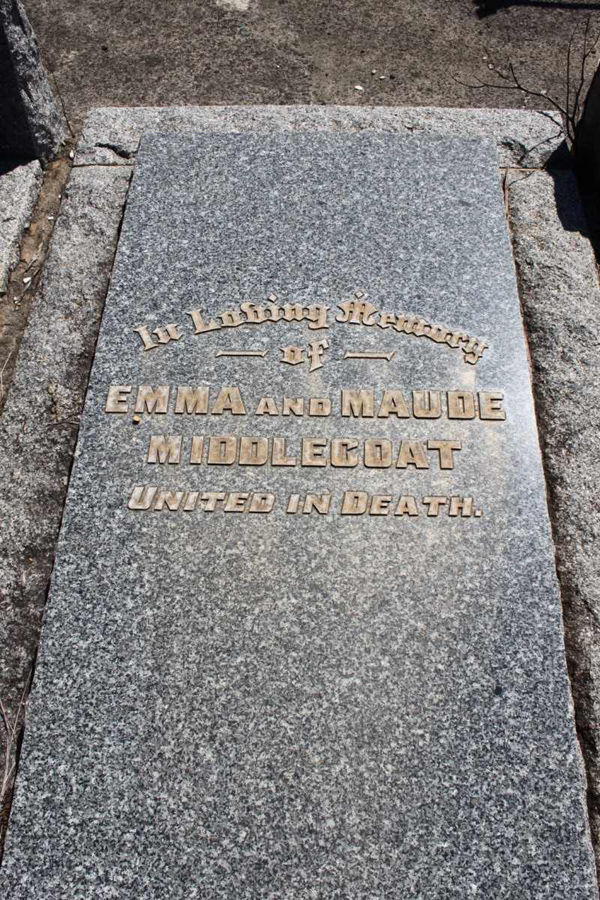 In Loving Memory
of
EMMA AND MAUDE
MIDDLECOAT
UNITED IN DEATH.